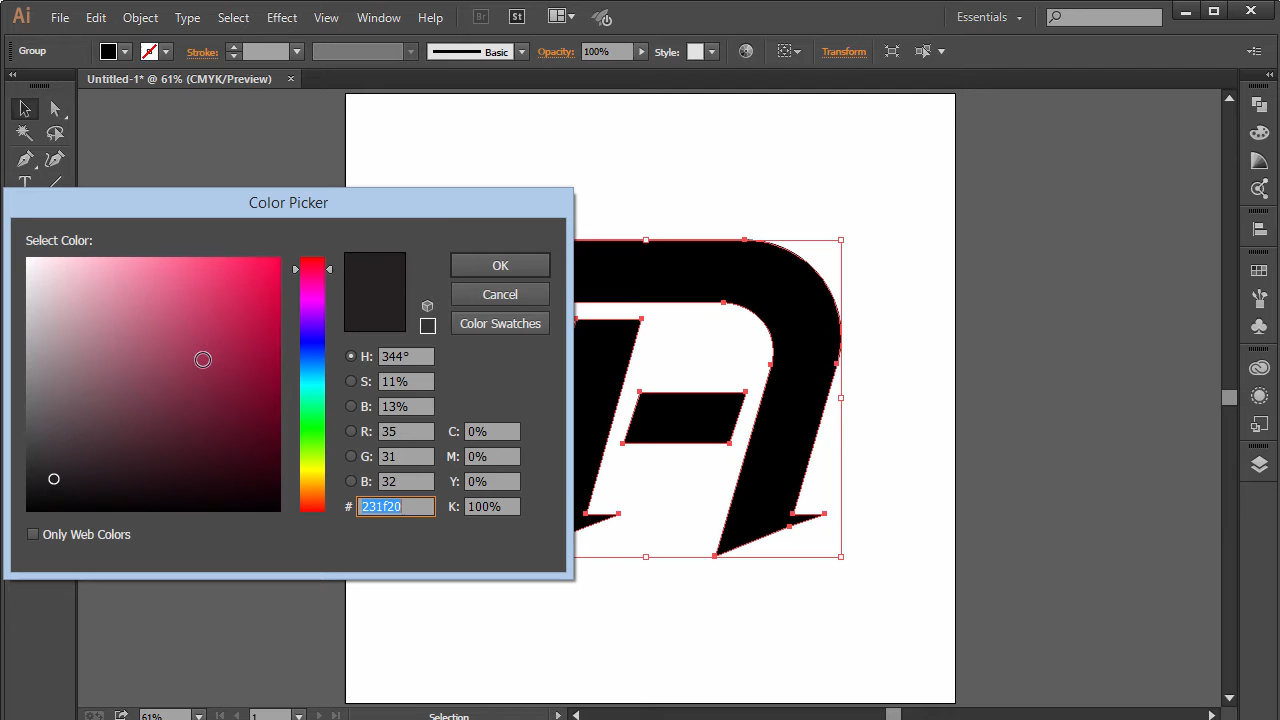 Ai File Edit Object Type Select Effect View Window Help Br St Essentials
Group Stroke: Basic Opacity: 100% Style: Transform
Untitled-1* @ 61% (CMYK/Preview) ×
T
Color Picker
Select Color:
OK
Cancel
Color Swatches
H: 344°
S: 11%
B: 13%
R: 35 C: 0%
G: 31 M: 0%
B: 32 Y: 0%
# 231f20 K: 100%
Only Web Colors
61% 1 Selection